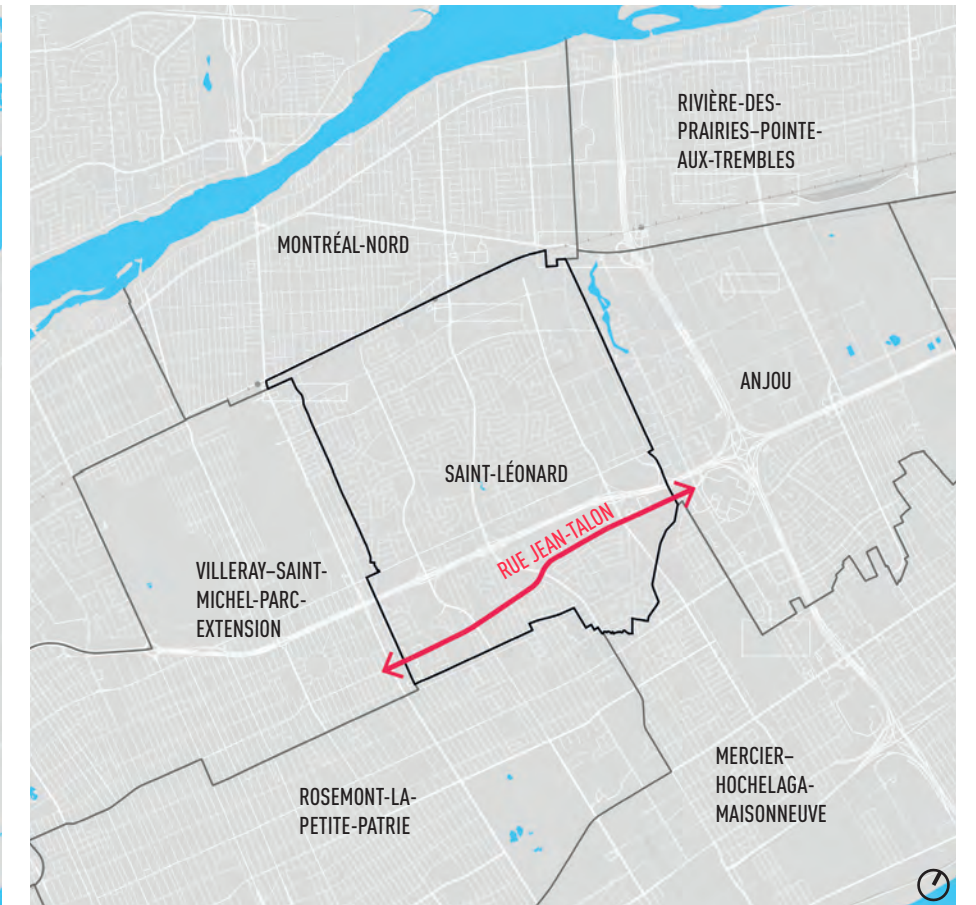 RIVIÈRE-DES-
PRAIRIES–POINTE-
AUX-TREMBLES
MONTRÉAL-NORD
ANJOU
SAINT-LÉONARD
RUE JEAN-TALON
VILLERAY–SAINT-
MICHEL-PARC-
EXTENSION
MERCIER–
HOCHELAGA-
MAISONNEUVE
ROSEMONT-LA-
PETITE-PATRIE